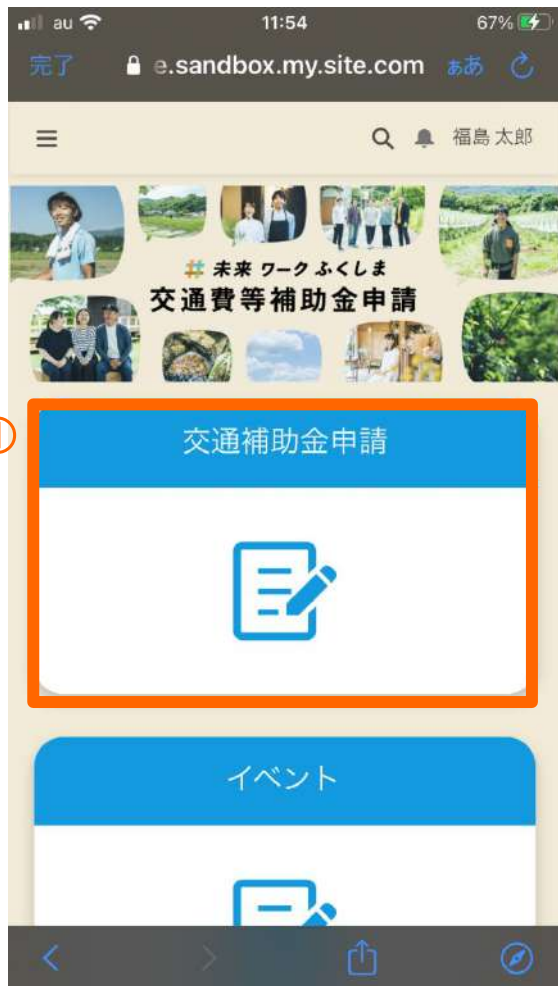 au 11:54 67%
完了 e.sandbox.my.site.com ぁあ
福島 太郎
# 未来 ワーク ふくしま
交通費等補助金申請
①
交通補助金申請
イベント